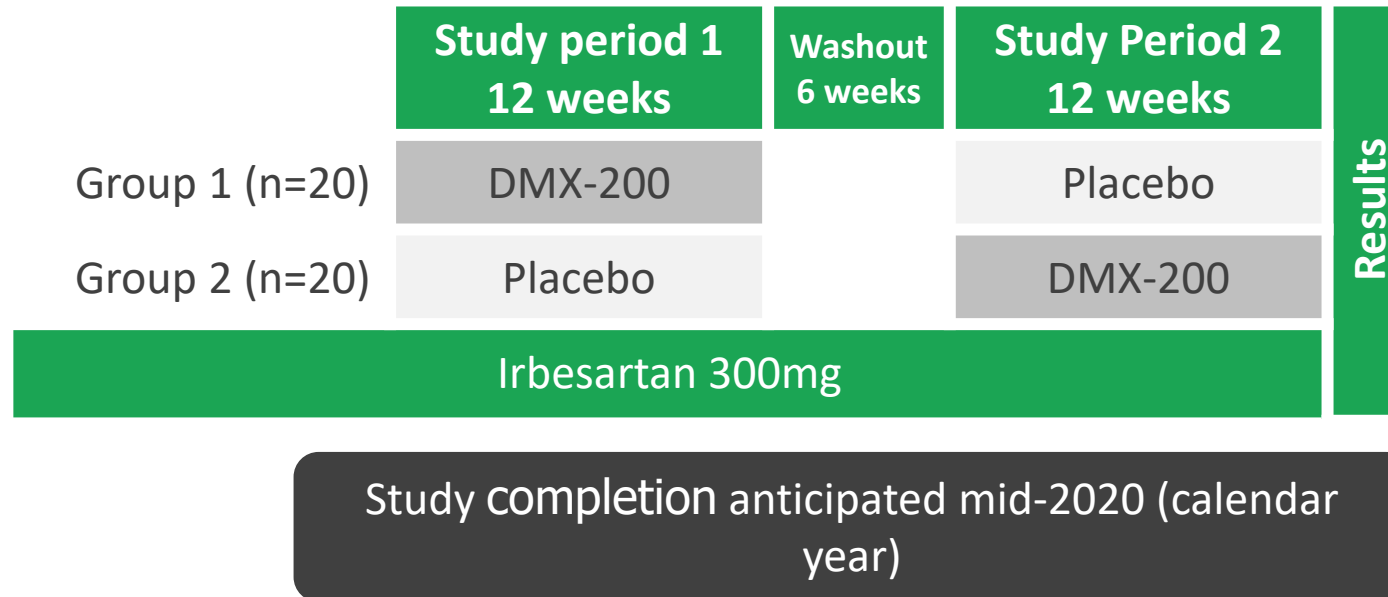 Study period 1
12 weeks
Washout
6 weeks
Study Period 2
12 weeks
Results
Group 1 (n=20)
DMX-200
Placebo
Group 2 (n=20)
Placebo
DMX-200
Irbesartan 300mg
Study completion anticipated mid-2020 (calendar
year)